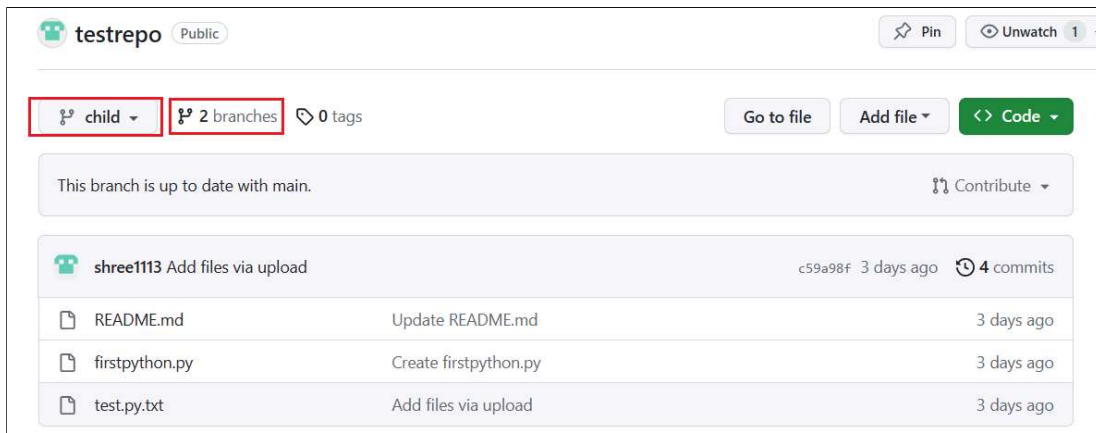 testrepo Public Pin Unwatch 1
child 2 branches 0 tags Go to file Add file <> Code
This branch is up to date with main. Contribute
shree1113 Add files via upload c59a98f 3 days ago 4 commits
README.md Update README.md 3 days ago
firstpython.py Create firstpython.py 3 days ago
test.py.txt Add files via upload 3 days ago